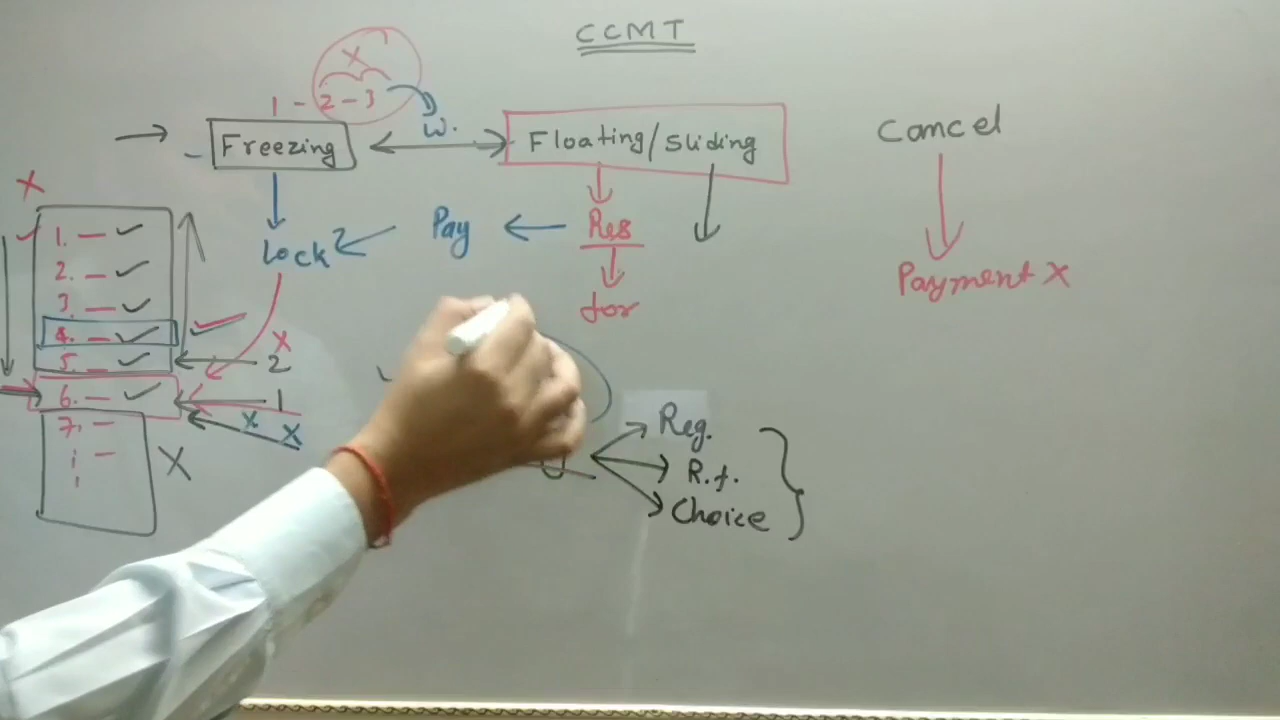 CCMT
X
1 - 2 - 3
W.
Freezing
Floating/Sliding
Cancel
Lock
Pay
Res
for
Payment X
X
1. — ✓
2. — ✓
3. — ✓
4. — ✓
5. — ✓
6. — ✓
7. —
X
2
1
X
X
X
Reg.
R.f.
Choice